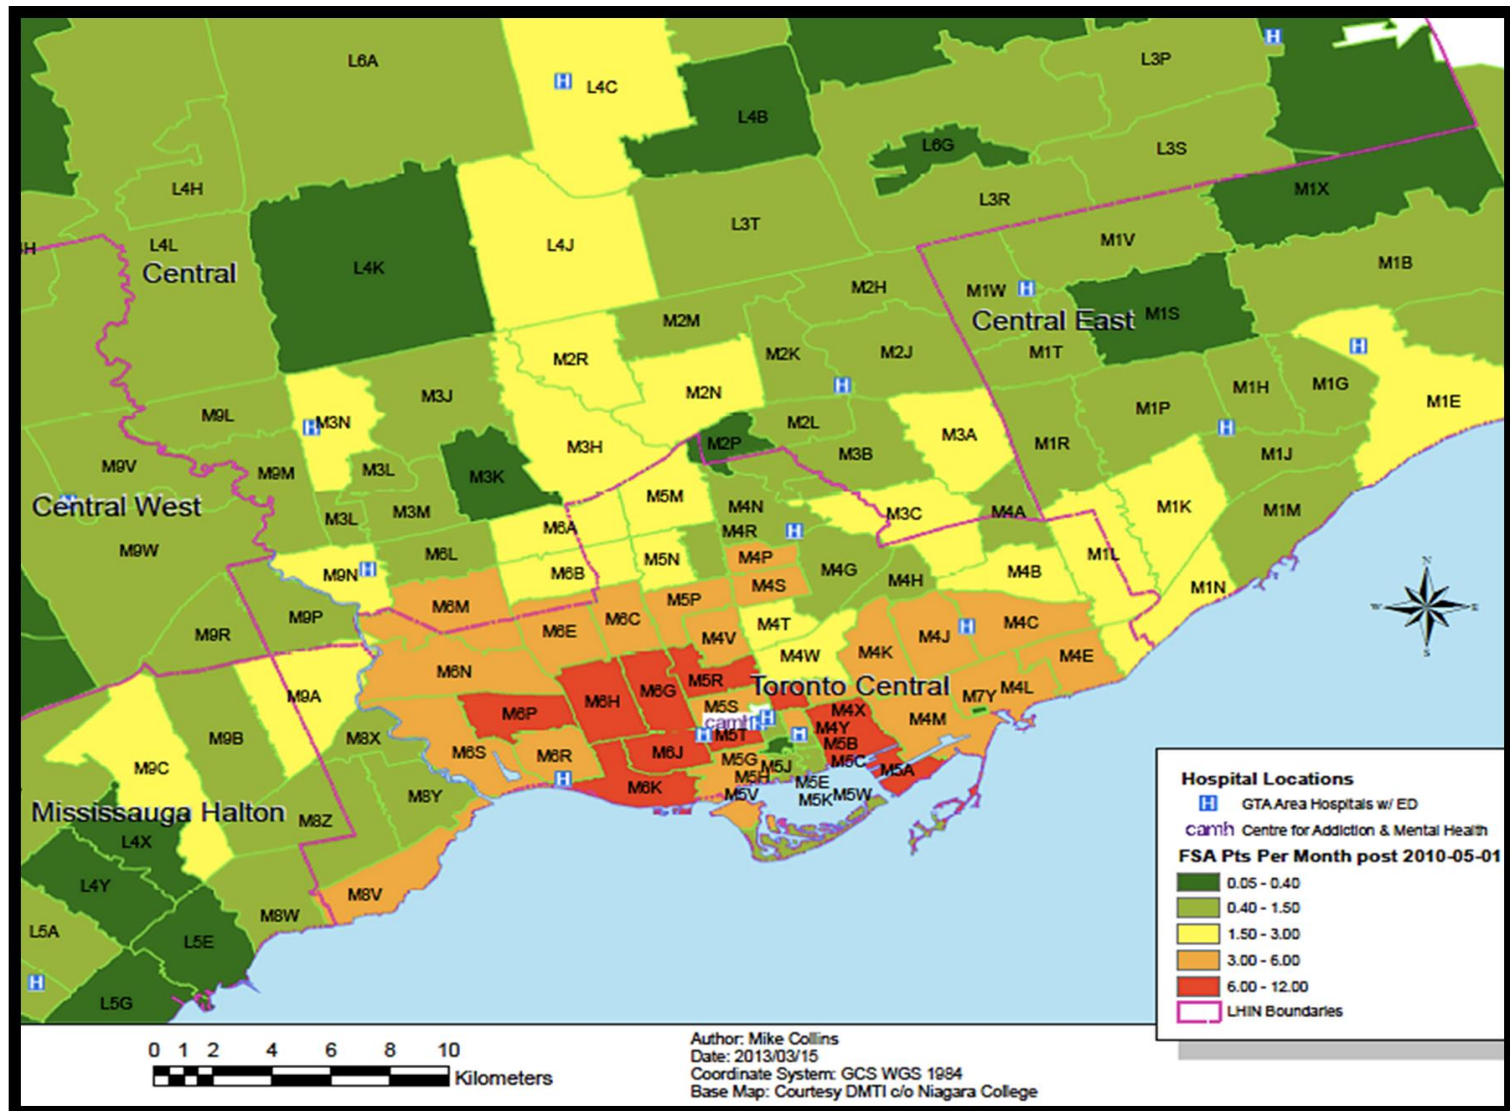 L6A
L4C
L3P
L4B
L6G
L3S
L4H
L3R
M1X
L3T
L4L
L4J
M1V
Central
L4K
M1B
M2H
M1W
M1S
Central East
M2M
M2R
M2K
M2J
M1T
M2N
M3J
M1H
M1G
M1E
M9L
M3N
M2L
M1P
M3A
M2P
M3H
M3B
M1R
M1J
M9V
M9M
M3L
M3K
M5M
M4N
M3C
M4A
M1K
M1M
Central West
M3L
M3M
M6A
M4R
M9W
M6L
M5N
M4P
M1L
M9N
M6B
M4G
M4H
M4B
M1N
M4S
M9P
M6M
M5P
M9R
M6E
M6C
M4V
M4T
M4J
M4C
M4W
M4K
M4E
M6N
M5R
Toronto Central
M9A
M6H
M6G
M7Y
M4L
M6P
M5S
M4X
M4M
camh
M4Y
M9B
M8X
M5T
M5B
M9C
M6S
M6R
M6J
M5G
M5J
M5C
M5A
M5H
M5E
M6K
M5V
M5K
M5W
M8Y
Mississauga Halton
M8Z
L4X
L4Y
M8V
M8W
L5A
L5E
L5G
N
W
E
S
Hospital Locations
H GTA Area Hospitals w/ ED
camh Centre for Addiction & Mental Health
FSA Pts Per Month post 2010-05-01
0.05 - 0.40
0.40 - 1.50
1.50 - 3.00
3.00 - 6.00
6.00 - 12.00
LHIN Boundaries
0 1 2 4 6 8 10
Kilometers
Author: Mike Collins
Date: 2013/03/15
Coordinate System: GCS WGS 1984
Base Map: Courtesy DMTI c/o Niagara College